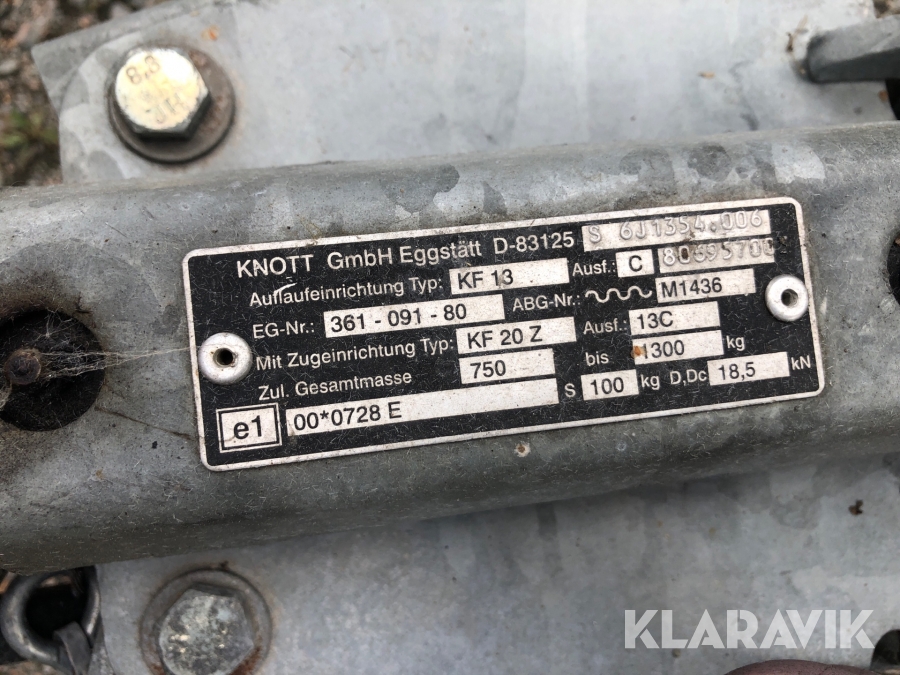 8,8
KNOTT GmbH Eggstätt D-83125 S 6J1354.006
Auflaufeinrichtung Typ: KF 13 Ausf.: C 80595700
EG-Nr.: 361 - 091 - 80 ABG-Nr.: M1436
Mit Zugeinrichtung Typ: KF 20 Z Ausf.: 13C
Zul. Gesamtmasse 750 bis 1300 kg
S 100 kg D,Dc 18,5 kN
e1 00*0728 E
KLARAVIK